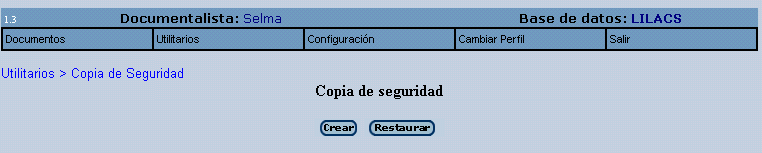 1.3 Documentalista: Selma Base de datos: LILACS
Documentos Utilitarios Configuración Cambiar Perfil Salir
Utilitarios > Copia de Seguridad
Copia de seguridad
Crear Restaurar